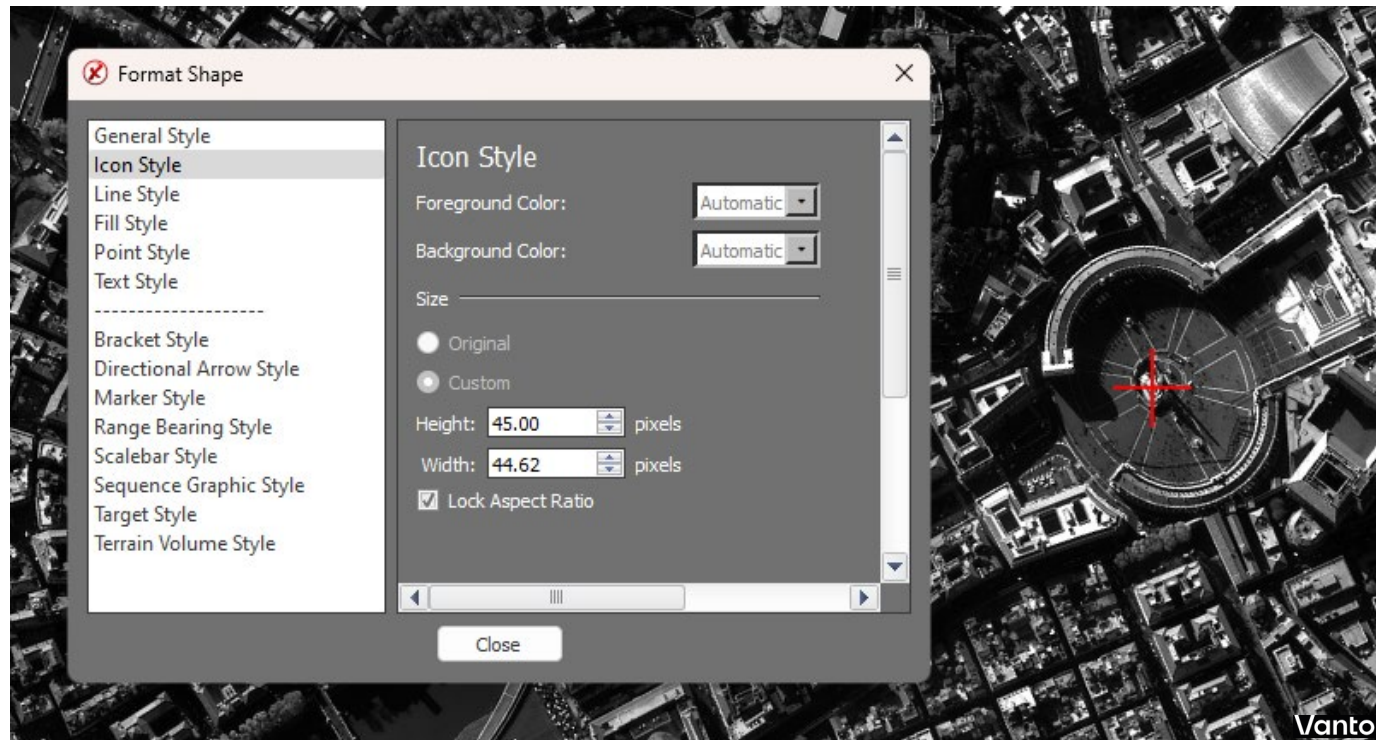 Format Shape
General Style
Icon Style
Line Style
Fill Style
Point Style
Text Style
--------------------
Bracket Style
Directional Arrow Style
Marker Style
Range Bearing Style
Scalebar Style
Sequence Graphic Style
Target Style
Terrain Volume Style
Icon Style
Foreground Color: Automatic
Background Color: Automatic
Size
Original
Custom
Height: 45.00 pixels
Width: 44.62 pixels
Lock Aspect Ratio
Close
Vanto